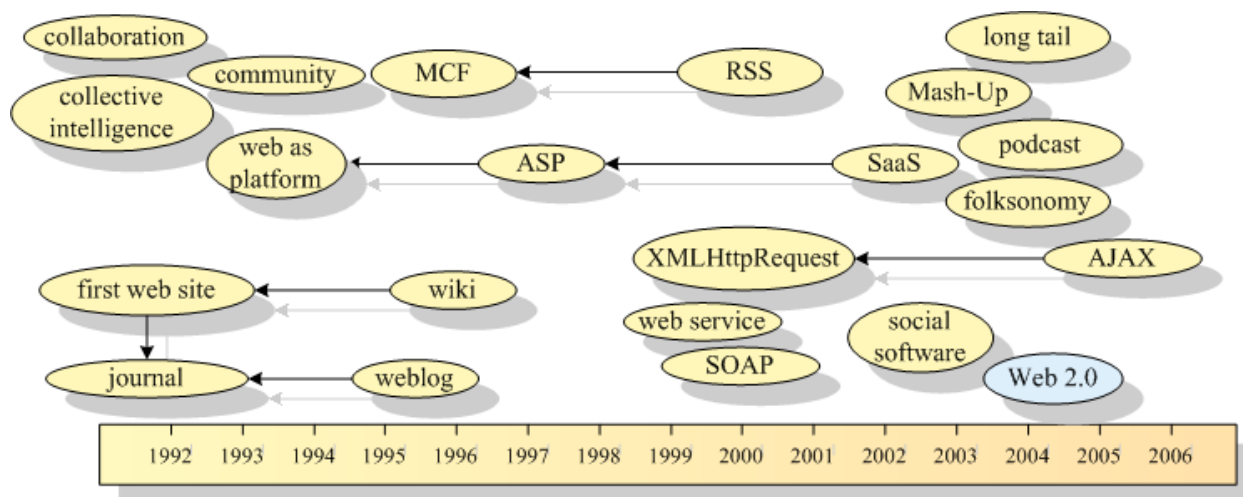 collaboration
community
collective
intelligence
MCF
RSS
long tail
Mash-Up
web as
platform
ASP
SaaS
podcast
folksonomy
XMLHttpRequest
AJAX
first web site
wiki
web service
social
software
SOAP
journal
weblog
Web 2.0
1992 1993 1994 1995 1996 1997 1998 1999 2000 2001 2002 2003 2004 2005 2006